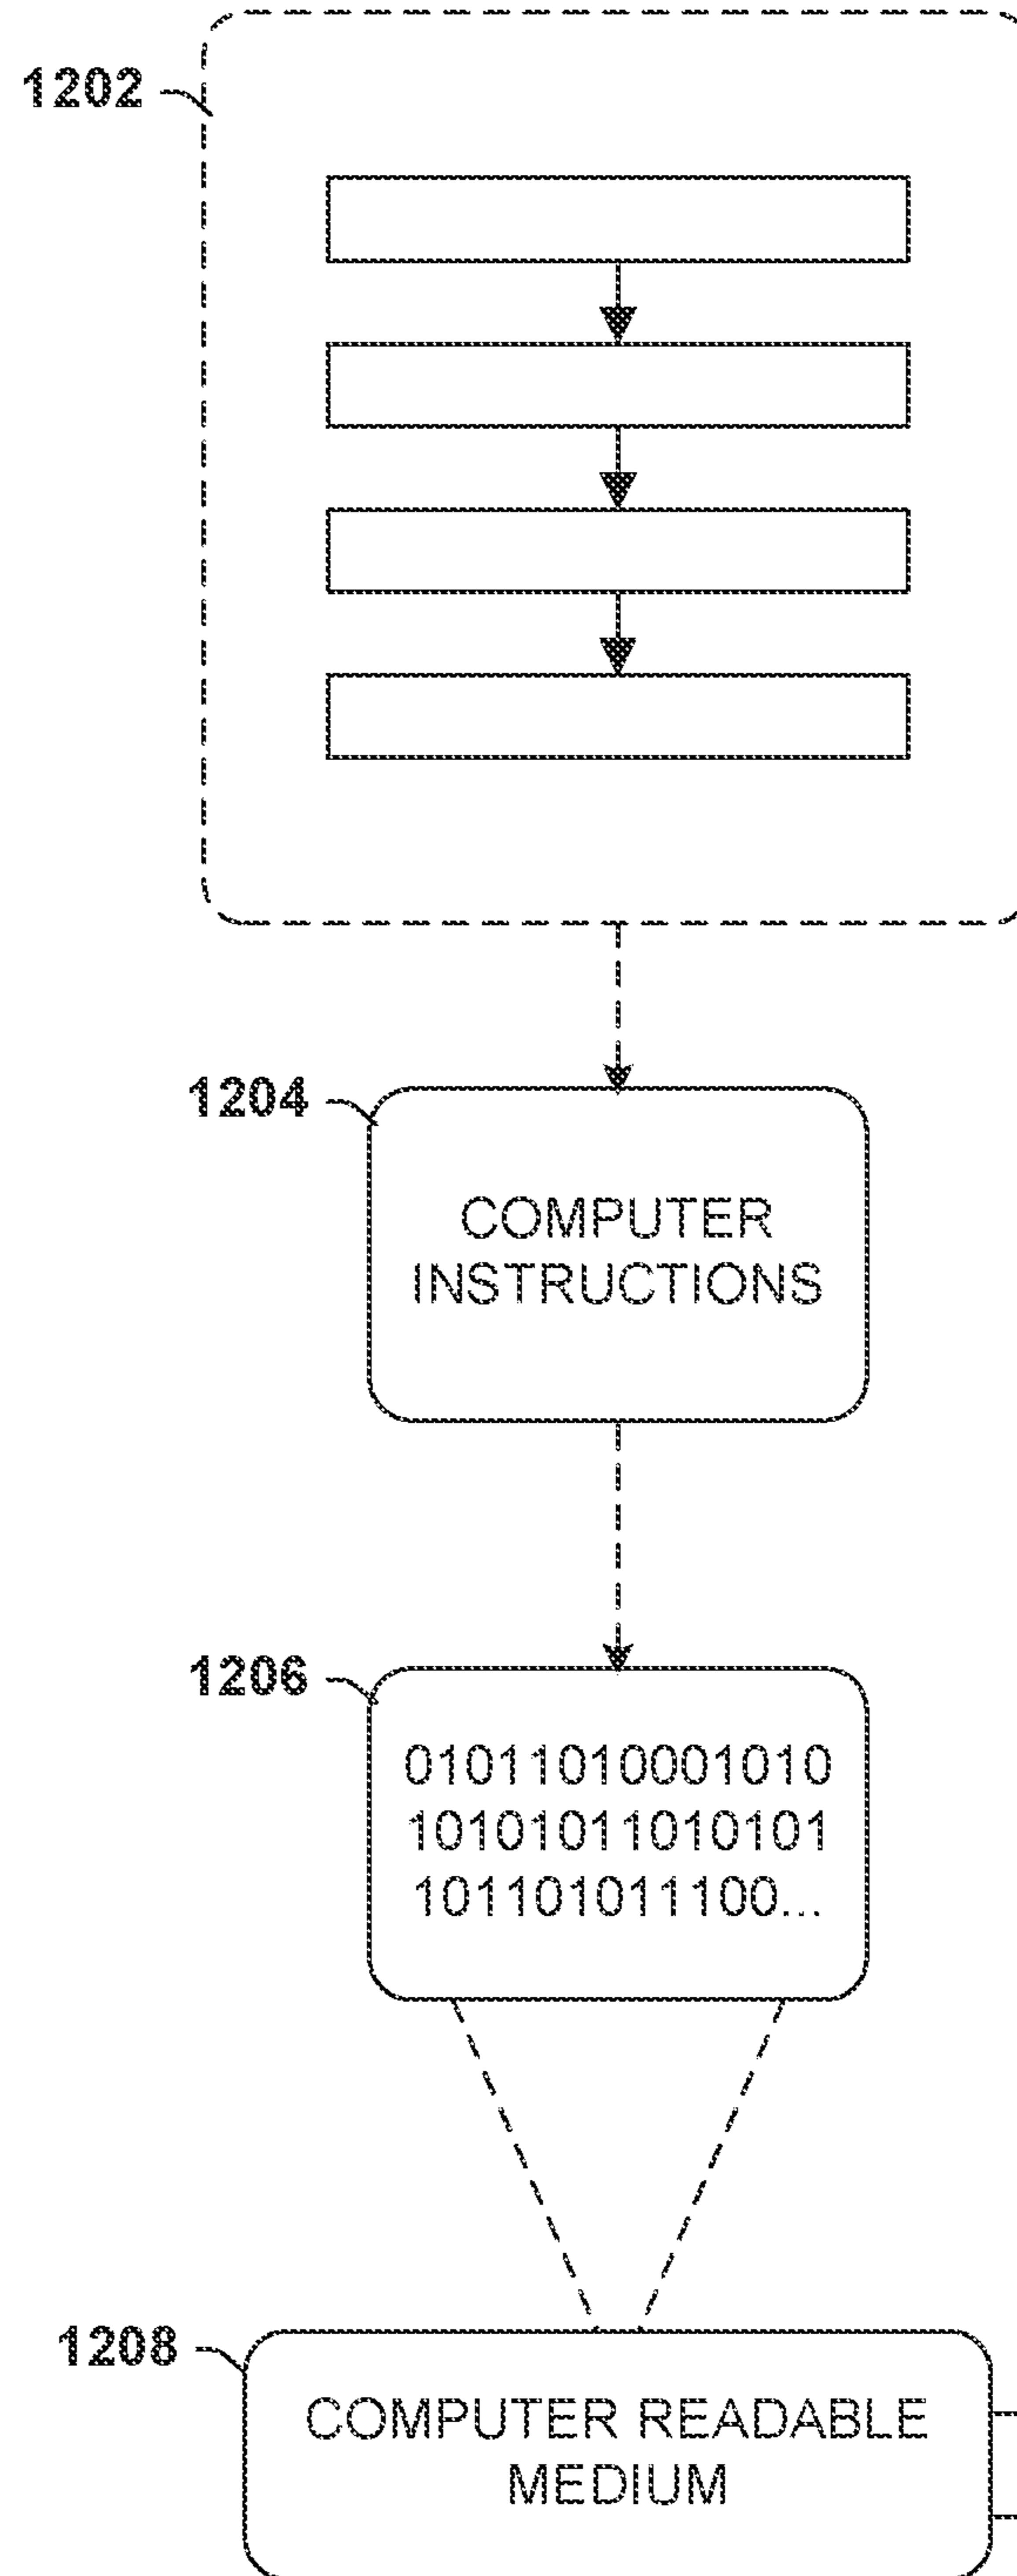 1202
1204
COMPUTER
INSTRUCTIONS
1206
01011010001010
10101011010101
101101011100...
1208
COMPUTER READABLE
MEDIUM